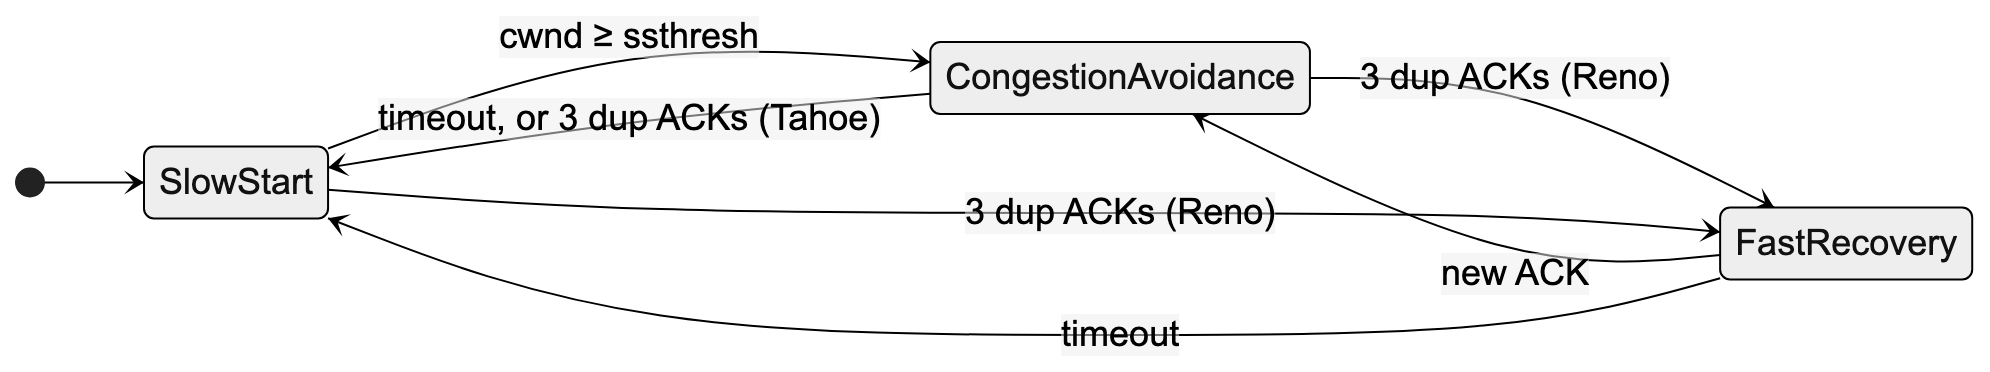 cwnd ≥ ssthresh
CongestionAvoidance
3 dup ACKs (Reno)
timeout, or 3 dup ACKs (Tahoe)
SlowStart
3 dup ACKs (Reno)
FastRecovery
new ACK
timeout